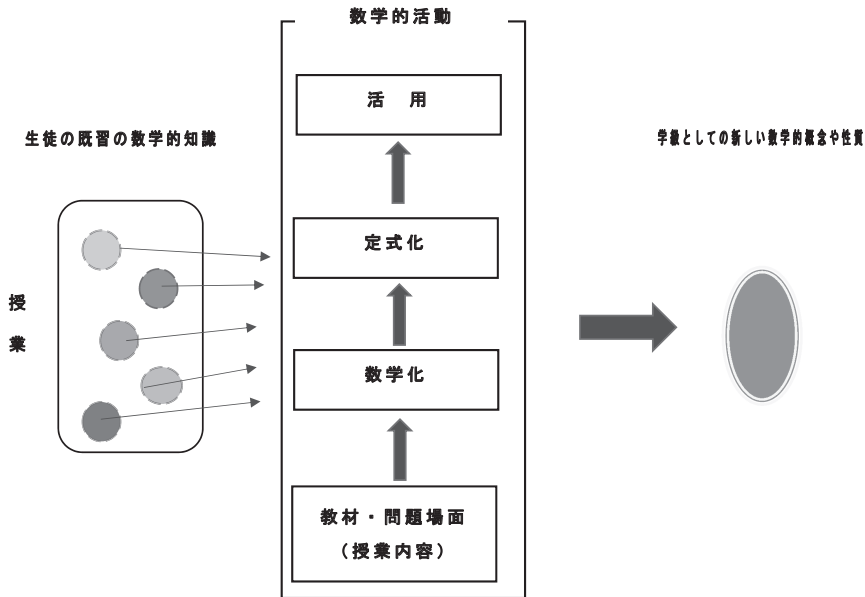 数学的活動
活 用
生徒の既習の数学的知識
学級としての新しい数学的概念や性質
定式化
授
業
数学化
教材・問題場面
（授業内容）